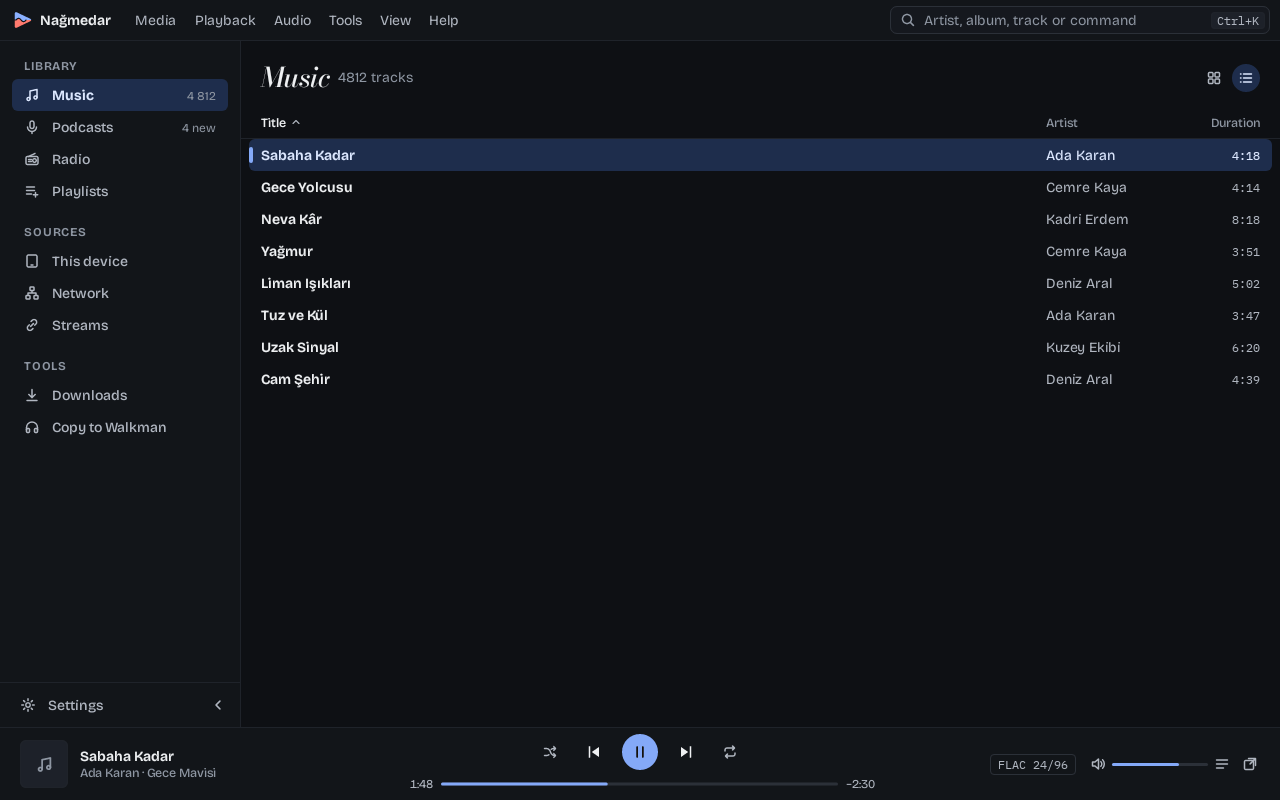 Nağmedar Media Playback Audio Tools View Help Artist, album, track or command Ctrl+K
LIBRARY
Music 4 812
Podcasts 4 new
Radio
Playlists
SOURCES
This device
Network
Streams
TOOLS
Downloads
Copy to Walkman
Settings
Music 4812 tracks
Title Artist Duration
Sabaha Kadar Ada Karan 4:18
Gece Yolcusu Cemre Kaya 4:14
Neva Kâr Kadri Erdem 8:18
Yağmur Cemre Kaya 3:51
Liman Işıkları Deniz Aral 5:02
Tuz ve Kül Ada Karan 3:47
Uzak Sinyal Kuzey Ekibi 6:20
Cam Şehir Deniz Aral 4:39
Sabaha Kadar
Ada Karan · Gece Mavisi
1:48 −2:30
FLAC 24/96